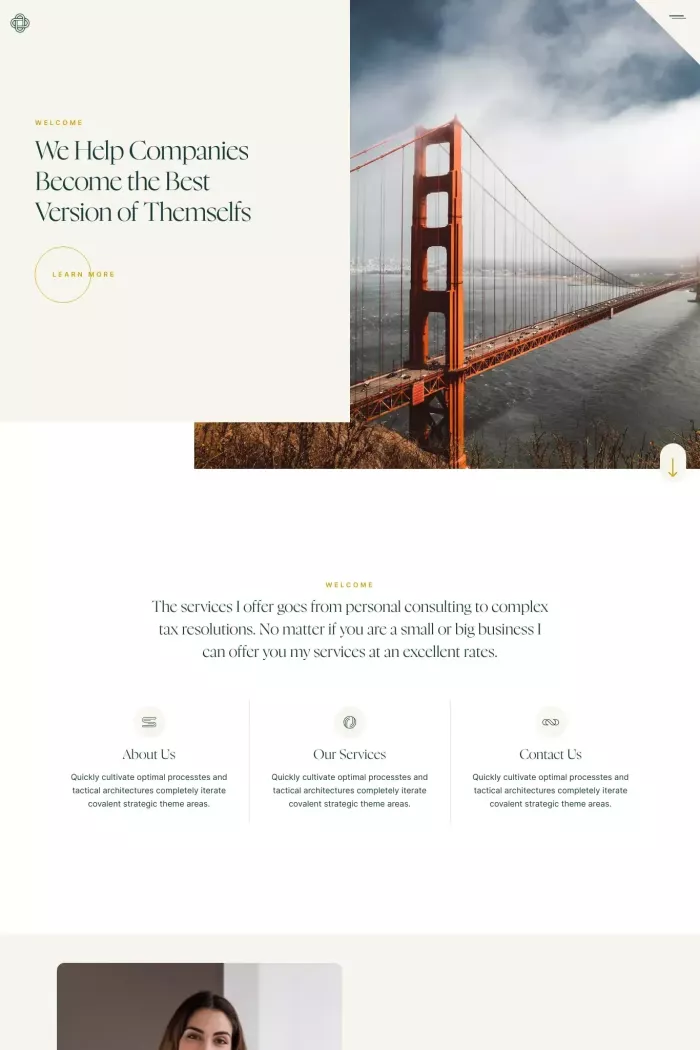 WELCOME
We Help Companies
Become the Best
Version of Themselfs
LEARN MORE
WELCOME
The services I offer goes from personal consulting to complex
tax resolutions. No matter if you are a small or big business I
can offer you my services at an excellent rates.
About Us
Quickly cultivate optimal processtes and
tactical architectures completely iterate
covalent strategic theme areas.
Our Services
Quickly cultivate optimal processtes and
tactical architectures completely iterate
covalent strategic theme areas.
Contact Us
Quickly cultivate optimal processtes and
tactical architectures completely iterate
covalent strategic theme areas.